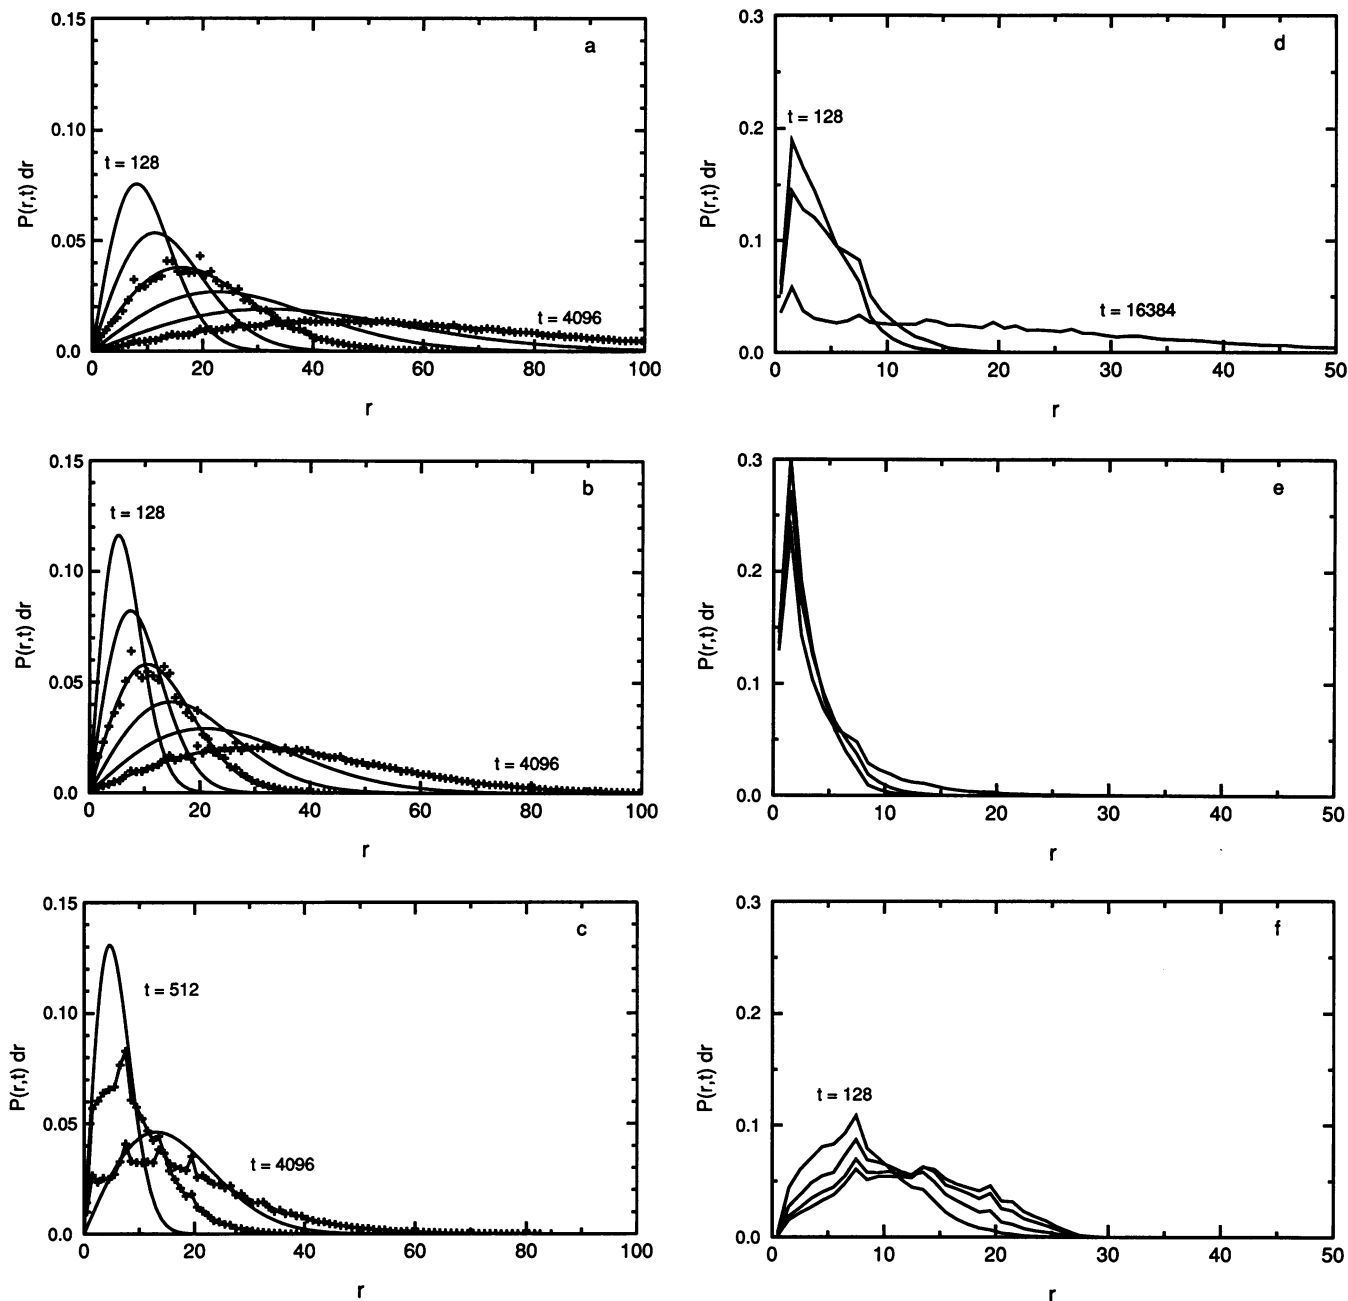 0.15
a
0.10
t = 128
P(r,t) dr
0.05
t = 4096
0.0
0 20 40 60 80 100
r
0.3
d
t = 128
0.2
P(r,t) dr
0.1
t = 16384
0.0
0 10 20 30 40 50
r
0.15
b
t = 128
0.10
P(r,t) dr
0.05
t = 4096
0.0
0 20 40 60 80 100
r
0.3
e
0.2
P(r,t) dr
0.1
0.0
0 10 20 30 40 50
r
0.15
c
0.10
t = 512
P(r,t) dr
0.05
t = 4096
0.0
0 20 40 60 80 100
r
0.3
f
0.2
P(r,t) dr
t = 128
0.1
0.0
0 10 20 30 40 50
r